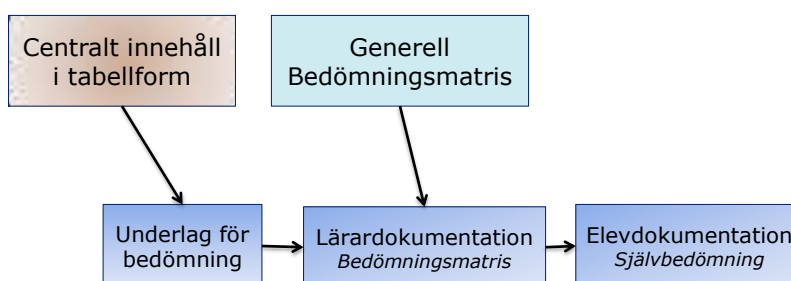 Centralt innehåll
i tabellform
Generell
Bedömningsmatris
Underlag för
bedömning
Lärardokumentation
Bedömningsmatris
Elevdokumentation
Självbedömning